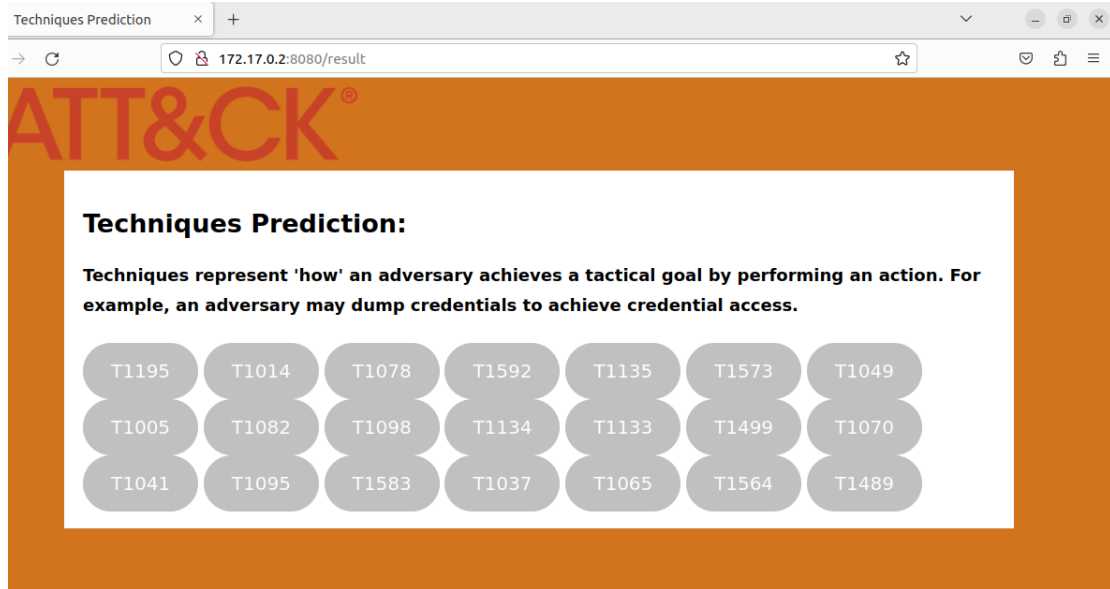 Techniques Prediction
172.17.0.2:8080/result
ATT&CK®
Techniques Prediction:
Techniques represent 'how' an adversary achieves a tactical goal by performing an action. For
example, an adversary may dump credentials to achieve credential access.
T1195 T1014 T1078 T1592 T1135 T1573 T1049
T1005 T1082 T1098 T1134 T1133 T1499 T1070
T1041 T1095 T1583 T1037 T1065 T1564 T1489